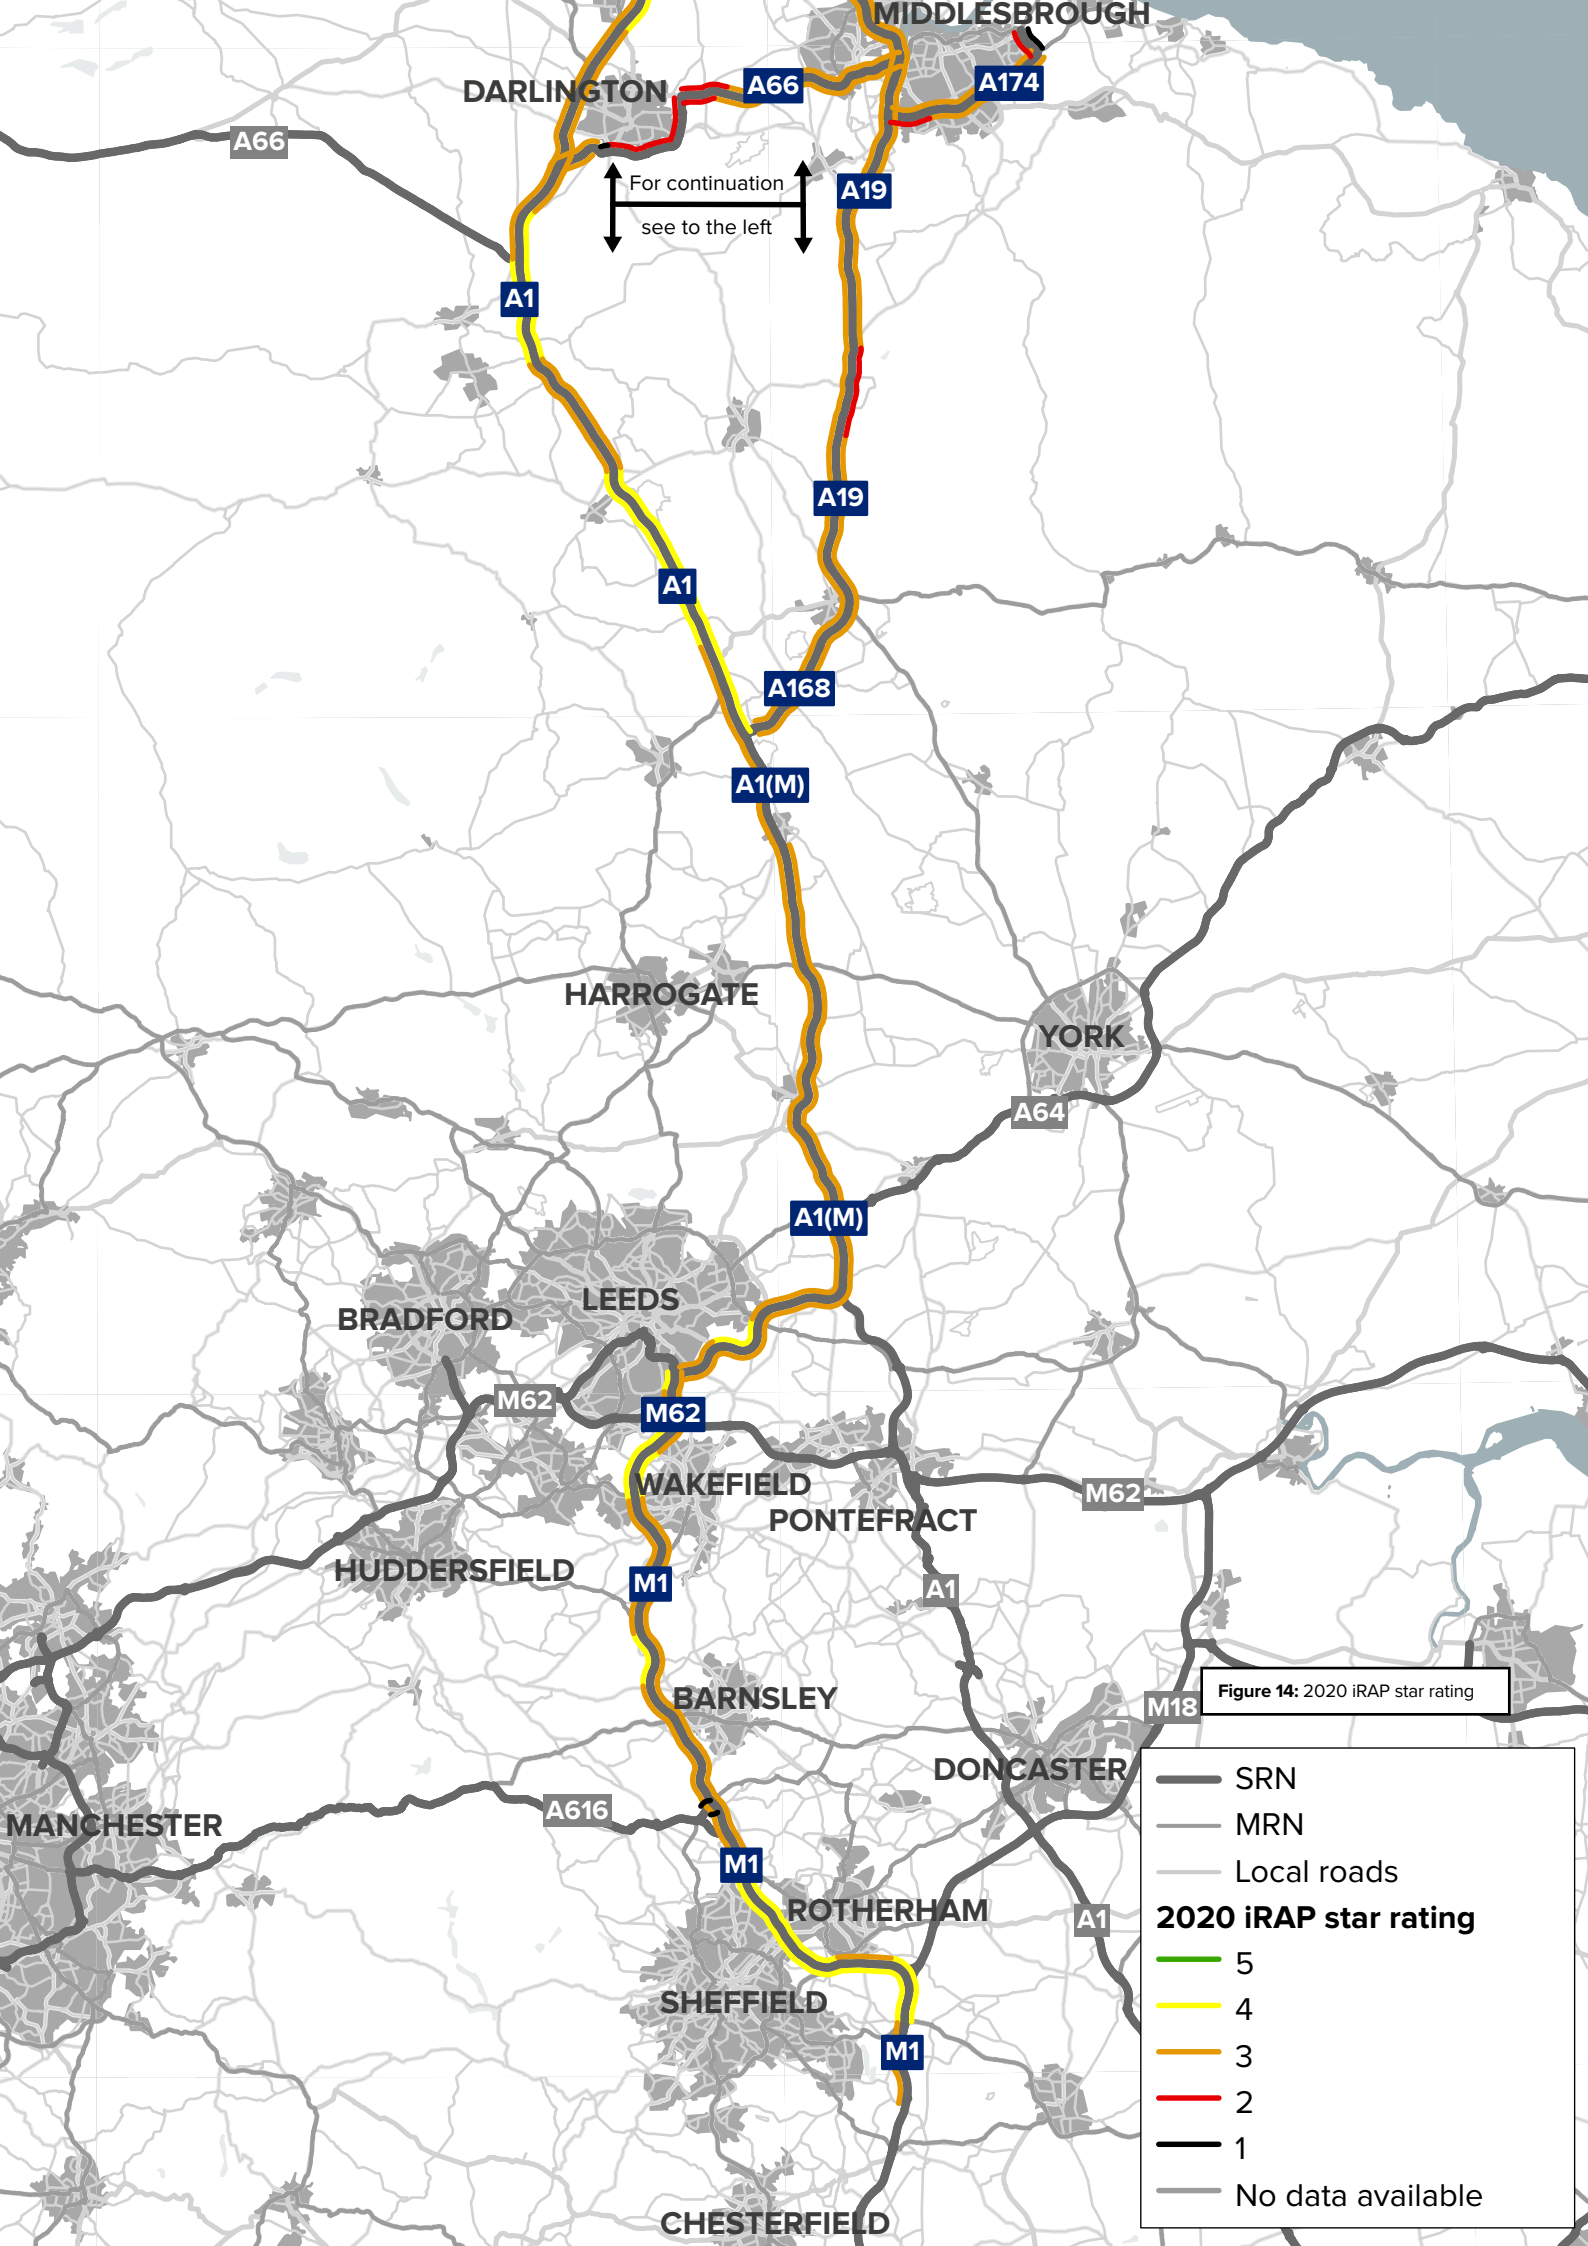 MIDDLESBROUGH
DARLINGTON
A66
A174
A66
For continuation
see to the left
A19
A1
A19
A1
A168
A1(M)
HARROGATE
YORK
A64
A1(M)
LEEDS
BRADFORD
M62
M62
WAKEFIELD
M62
PONTEFRACT
HUDDERSFIELD
M1
A1
BARNSLEY
M18
Figure 14: 2020 iRAP star rating
DONCASTER
A616
MANCHESTER
M1
ROTHERHAM
A1
SHEFFIELD
M1
CHESTERFIELD
SRN
MRN
Local roads
2020 iRAP star rating
5
4
3
2
1
No data available